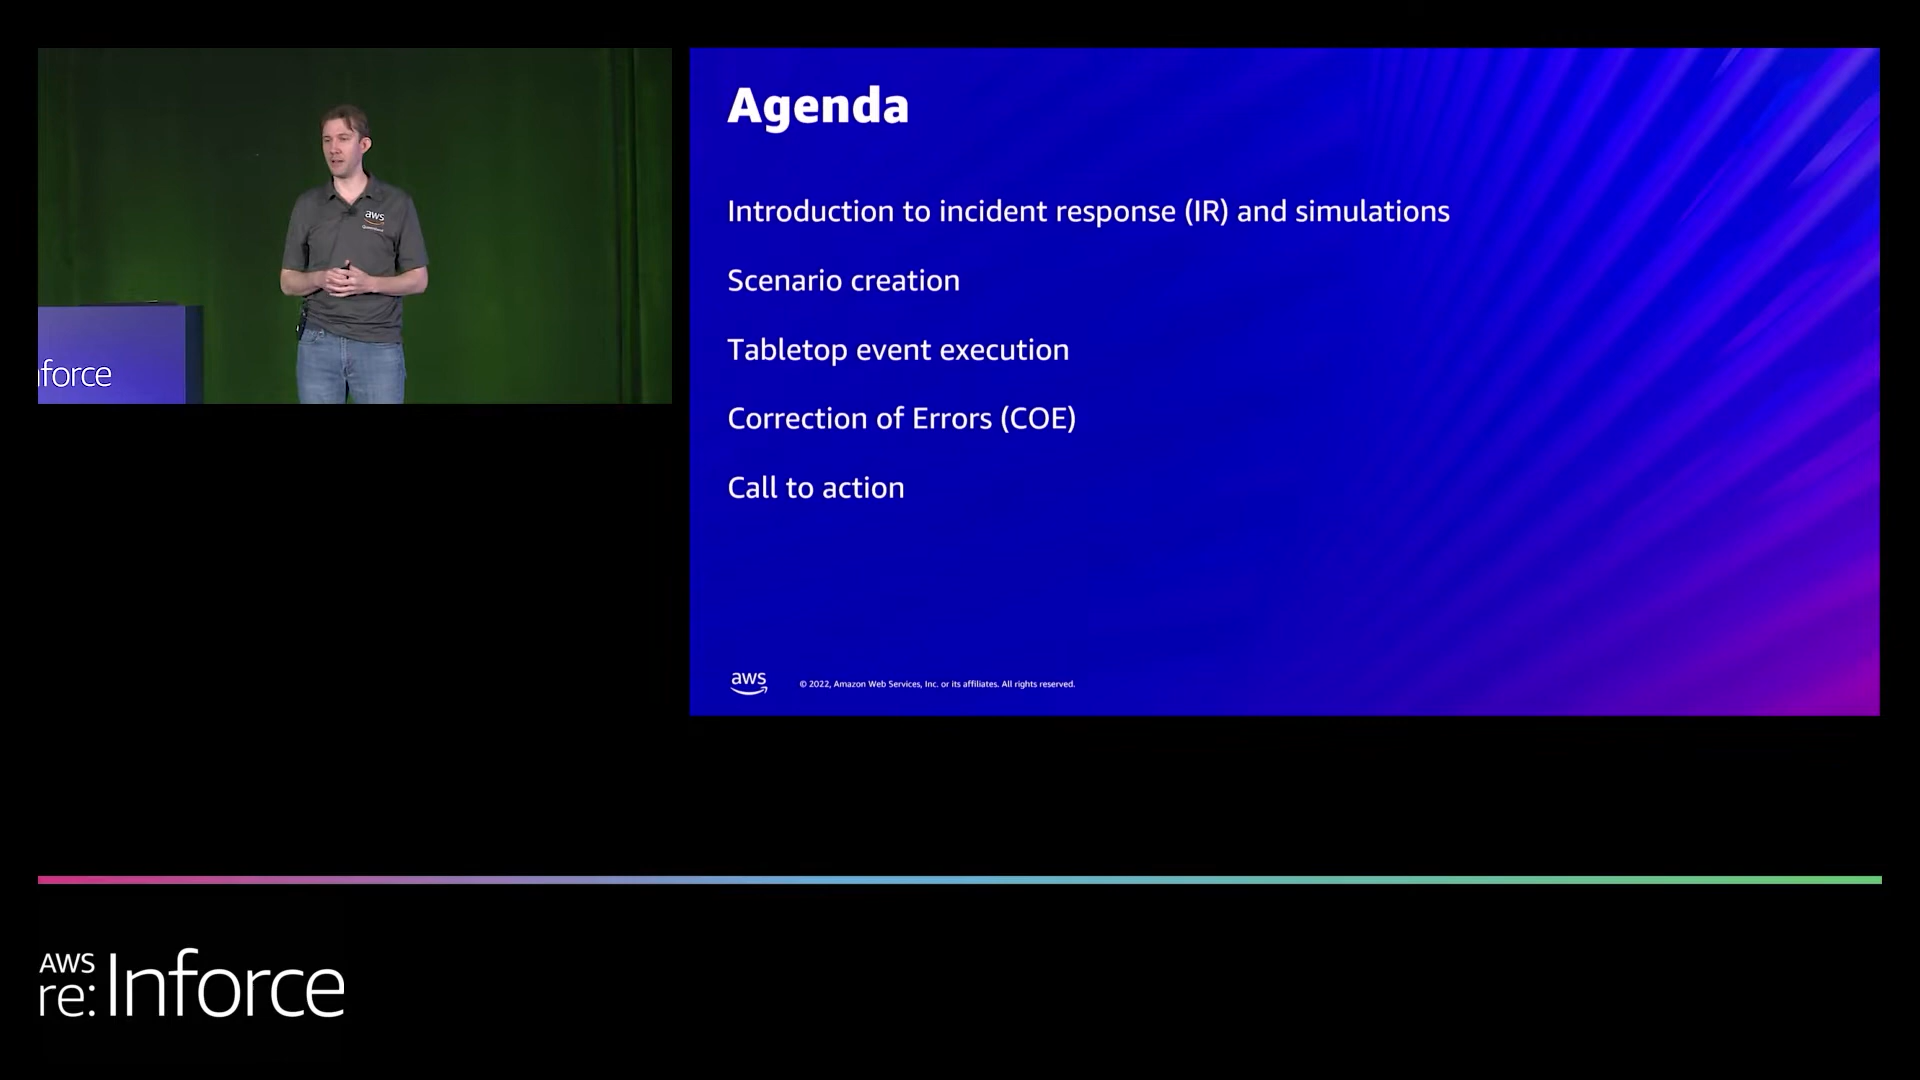 aws
nforce
Agenda
Introduction to incident response (IR) and simulations
Scenario creation
Tabletop event execution
Correction of Errors (COE)
Call to action
aws
© 2022, Amazon Web Services, Inc. or its affiliates. All rights reserved.
AWS
re:Inforce